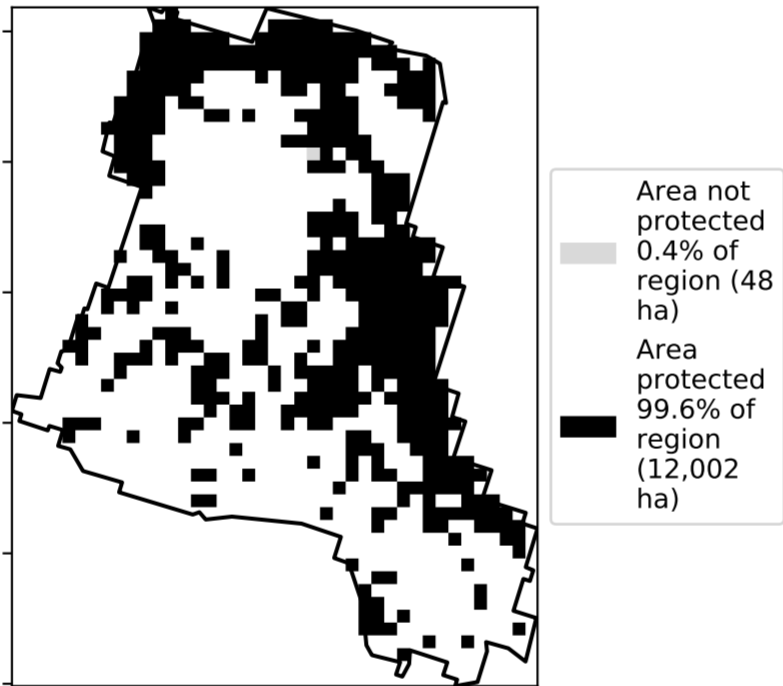 Area not
protected
0.4% of
region (48
ha)
Area
protected
99.6% of
region
(12,002
ha)